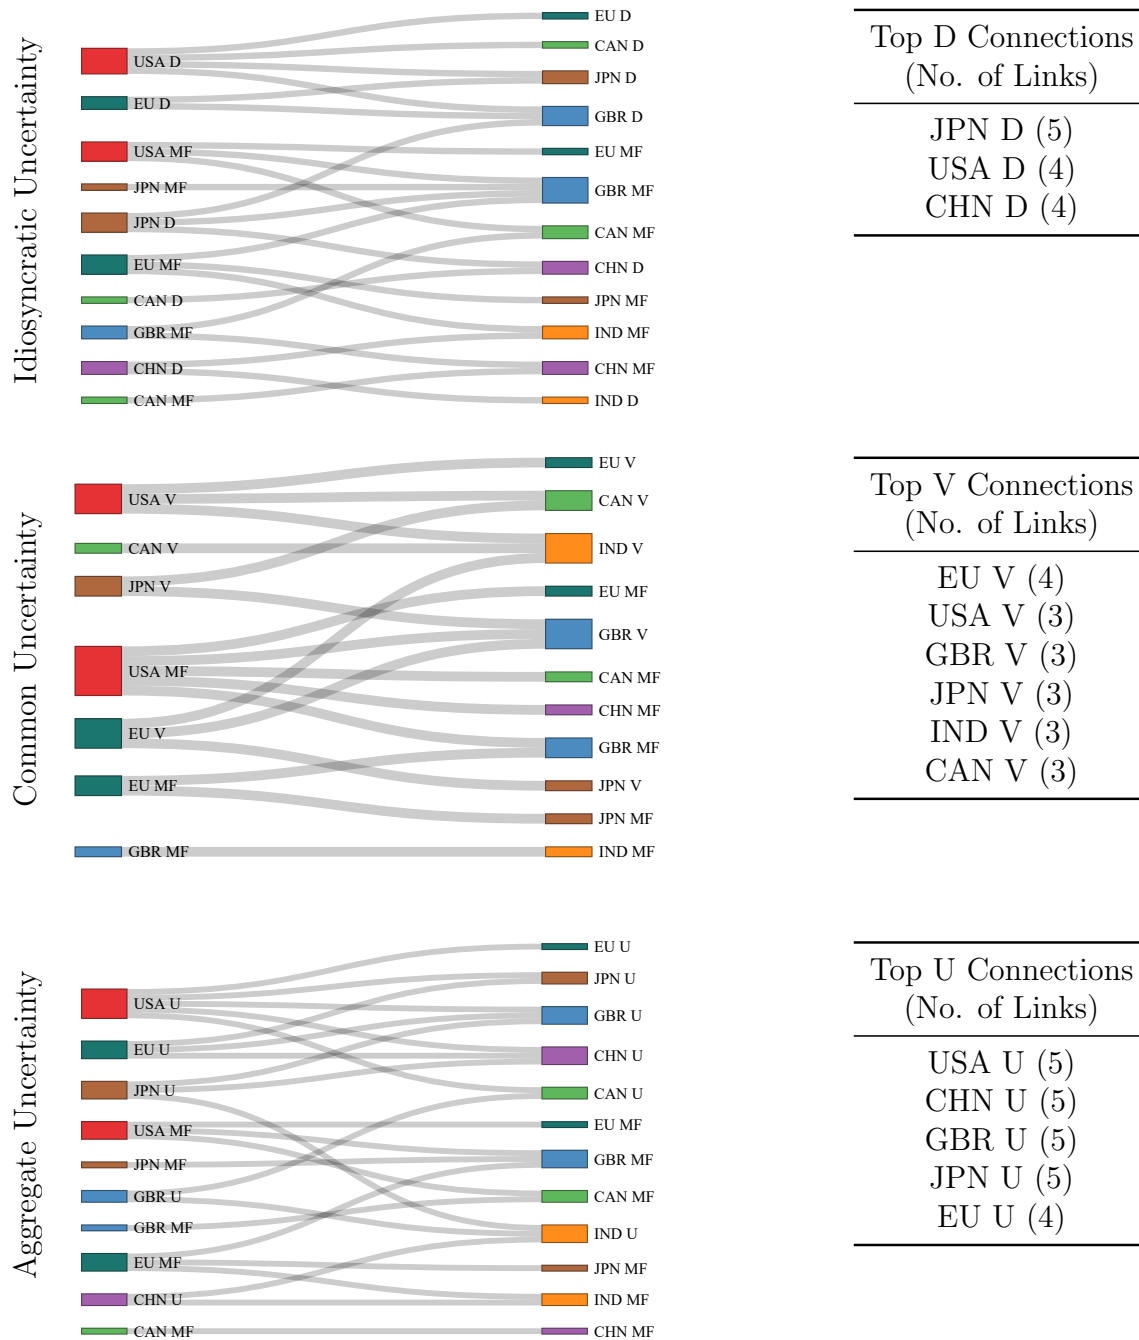 Idiosyncratic Uncertainty
USA D
EU D
USA MF
JPN MF
JPN D
EU MF
CAN D
GBR MF
CHN D
CAN MF
EU D
CAN D
JPN D
GBR D
EU MF
GBR MF
CAN MF
CHN D
JPN MF
IND MF
CHN MF
IND D
Top D Connections
(No. of Links)
JPN D (5)
USA D (4)
CHN D (4)
Common Uncertainty
USA V
CAN V
JPN V
USA MF
EU V
EU MF
GBR MF
EU V
CAN V
IND V
EU MF
GBR V
CAN MF
CHN MF
GBR MF
JPN V
JPN MF
IND MF
Top V Connections
(No. of Links)
EU V (4)
USA V (3)
GBR V (3)
JPN V (3)
IND V (3)
CAN V (3)
Aggregate Uncertainty
USA U
EU U
JPN U
USA MF
JPN MF
GBR U
GBR MF
EU MF
CHN U
CAN MF
EU U
JPN U
GBR U
CHN U
CAN U
EU MF
GBR MF
CAN MF
IND U
JPN MF
IND MF
CHN MF
Top U Connections
(No. of Links)
USA U (5)
CHN U (5)
GBR U (5)
JPN U (5)
EU U (4)